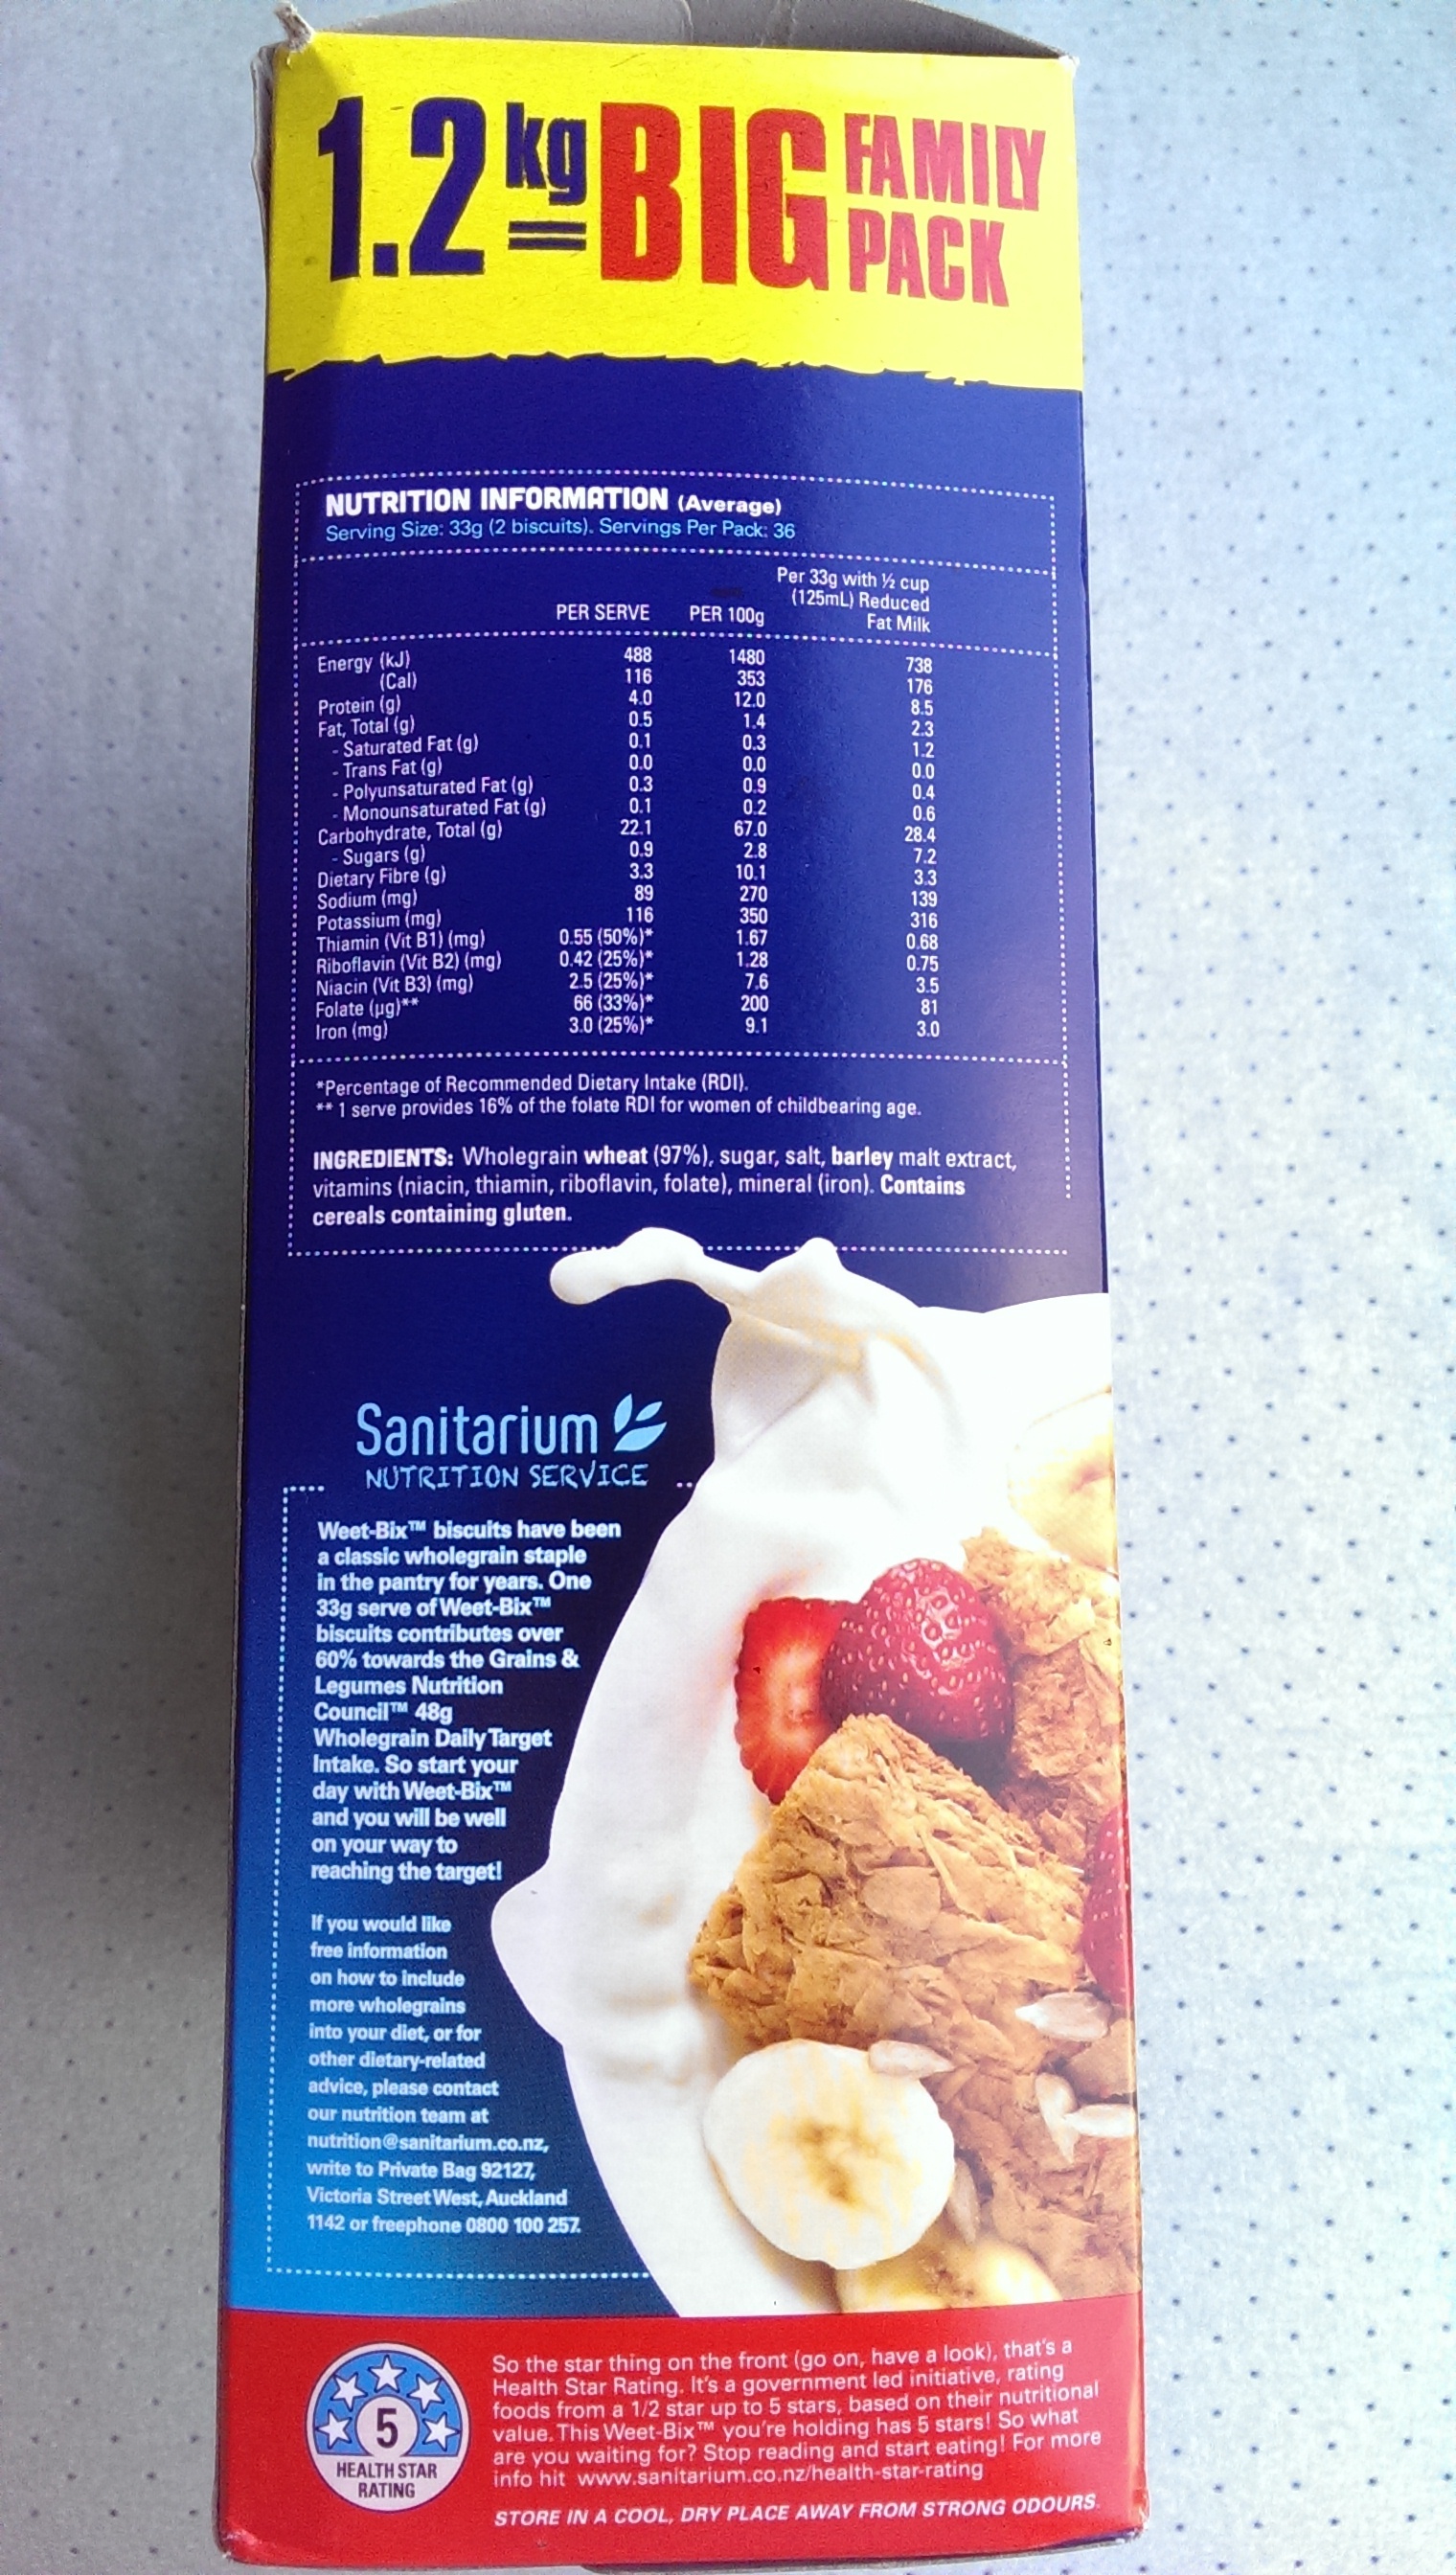 1.2 kg = BIG FAMILY PACK
NUTRITION INFORMATION (Average)
Serving Size: 33g (2 biscuits). Servings Per Pack: 36
PER SERVE PER 100g Per 33g with ½ cup (125mL) Reduced Fat Milk
Energy (kJ) 488 1480 738
(Cal) 116 353 176
Protein (g) 4.0 12.0 8.5
Fat, Total (g) 0.5 1.4 2.3
- Saturated Fat (g) 0.1 0.3 1.2
- Trans Fat (g) 0.0 0.0 0.0
- Polyunsaturated Fat (g) 0.3 0.9 0.4
- Monounsaturated Fat (g) 0.1 0.2 0.6
Carbohydrate, Total (g) 22.1 67.0 28.4
- Sugars (g) 0.9 2.8 7.2
Dietary Fibre (g) 3.3 10.1 3.3
Sodium (mg) 89 270 139
Potassium (mg) 116 350 316
Thiamin (Vit B1) (mg) 0.55 (50%)* 1.67 0.68
Riboflavin (Vit B2) (mg) 0.42 (25%)* 1.28 0.75
Niacin (Vit B3) (mg) 2.5 (25%)* 7.6 3.5
Folate (µg)** 66 (33%)* 200 81
Iron (mg) 3.0 (25%)* 9.1 3.0
*Percentage of Recommended Dietary Intake (RDI).
** 1 serve provides 16% of the folate RDI for women of childbearing age.
INGREDIENTS: Wholegrain wheat (97%), sugar, salt, barley malt extract,
vitamins (niacin, thiamin, riboflavin, folate), mineral (iron). Contains
cereals containing gluten.
Sanitarium
NUTRITION SERVICE
Weet-Bix™ biscuits have been
a classic wholegrain staple
in the pantry for years. One
33g serve of Weet-Bix™
biscuits contributes over
60% towards the Grains &
Legumes Nutrition
Council™ 48g
Wholegrain Daily Target
Intake. So start your
day with Weet-Bix™
and you will be well
on your way to
reaching the target!
If you would like
free information
on how to include
more wholegrains
into your diet, or for
other dietary-related
advice, please contact
our nutrition team at
nutrition@sanitarium.co.nz,
write to Private Bag 92127,
Victoria Street West, Auckland
1142 or freephone 0800 100 257.
5
HEALTH STAR
RATING
So the star thing on the front (go on, have a look), that's a
Health Star Rating. It's a government led initiative, rating
foods from a 1/2 star up to 5 stars, based on their nutritional
value. This Weet-Bix™ you're holding has 5 stars! So what
are you waiting for? Stop reading and start eating! For more
info hit www.sanitarium.co.nz/health-star-rating
STORE IN A COOL, DRY PLACE AWAY FROM STRONG ODOURS.